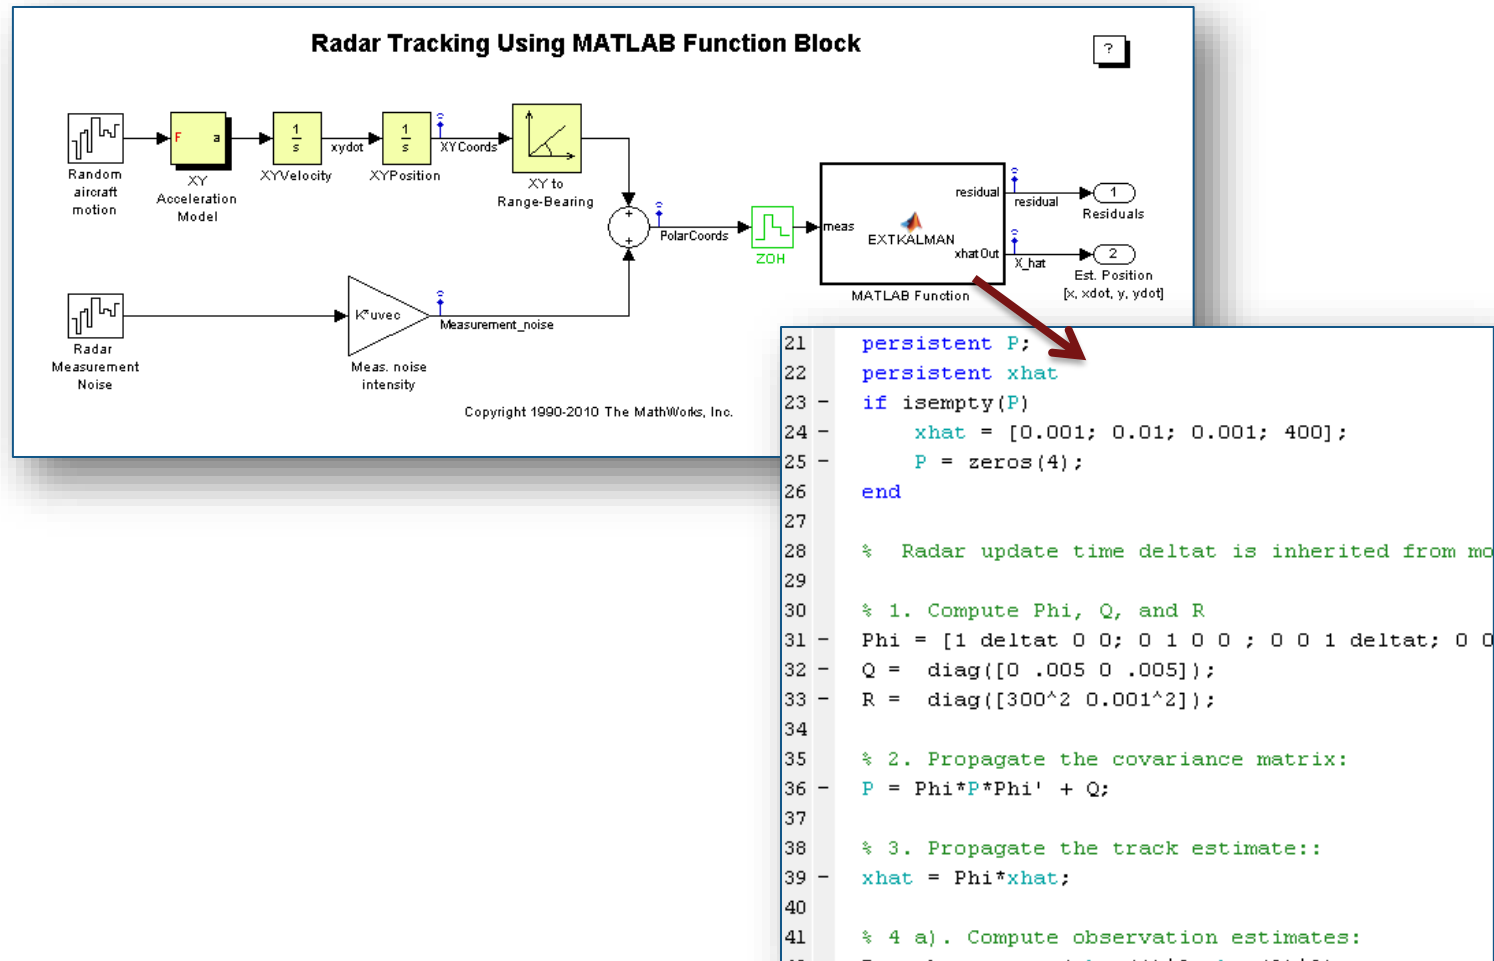 Radar Tracking Using MATLAB Function Block
?
Random
aircraft
motion
F
a
XY
Acceleration
Model
1
s
XYVelocity
xydot
1
s
XYPosition
XYCoords
XY to
Range-Bearing
+
+
PolarCoords
ZOH
meas
EXTKALMAN
residual
xhatOut
MATLAB Function
residual
1
Residuals
X_hat
2
Est. Position
[x, xdot, y, ydot]
Radar
Measurement
Noise
K*uvec
Meas. noise
intensity
Measurement_noise
Copyright 1990-2010 The MathWorks, Inc.
21 persistent P;
22 persistent xhat
23 - if isempty(P)
24 - xhat = [0.001; 0.01; 0.001; 400];
25 - P = zeros(4);
26 end
27
28 % Radar update time deltat is inherited from mo
29
30 % 1. Compute Phi, Q, and R
31 - Phi = [1 deltat 0 0; 0 1 0 0 ; 0 0 1 deltat; 0 0
32 - Q = diag([0 .005 0 .005]);
33 - R = diag([300^2 0.001^2]);
34
35 % 2. Propagate the covariance matrix:
36 - P = Phi*P*Phi' + Q;
37
38 % 3. Propagate the track estimate::
39 - xhat = Phi*xhat;
40
41 % 4 a). Compute observation estimates: